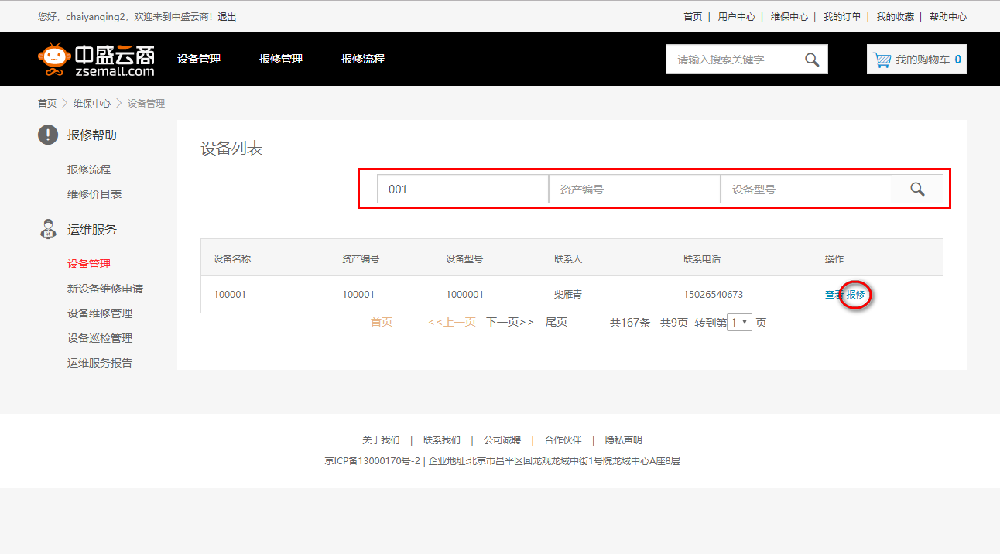 您好，chaiyanqing2，欢迎来到中盛云商！退出
首页 | 用户中心 | 维保中心 | 我的订单 | 我的收藏 | 帮助中心
中盛云商
zsemall.com
设备管理 报修管理 报修流程
请输入搜索关键字
我的购物车 0
首页 > 维保中心 > 设备管理
报修帮助
报修流程
维修价目表
运维服务
设备管理
新设备维修申请
设备维修管理
设备巡检管理
运维服务报告
设备列表
001 资产编号 设备型号
设备名称 资产编号 设备型号 联系人 联系电话 操作
100001 100001 1000001 柴雁青 15026540673 查看 报修
首页 <<上一页 下一页>> 尾页 共167条 共9页 转到第 1 页
关于我们 | 联系我们 | 公司诚聘 | 合作伙伴 | 隐私声明
京ICP备13000170号-2 | 企业地址:北京市昌平区回龙观龙域中街1号院龙域中心A座8层